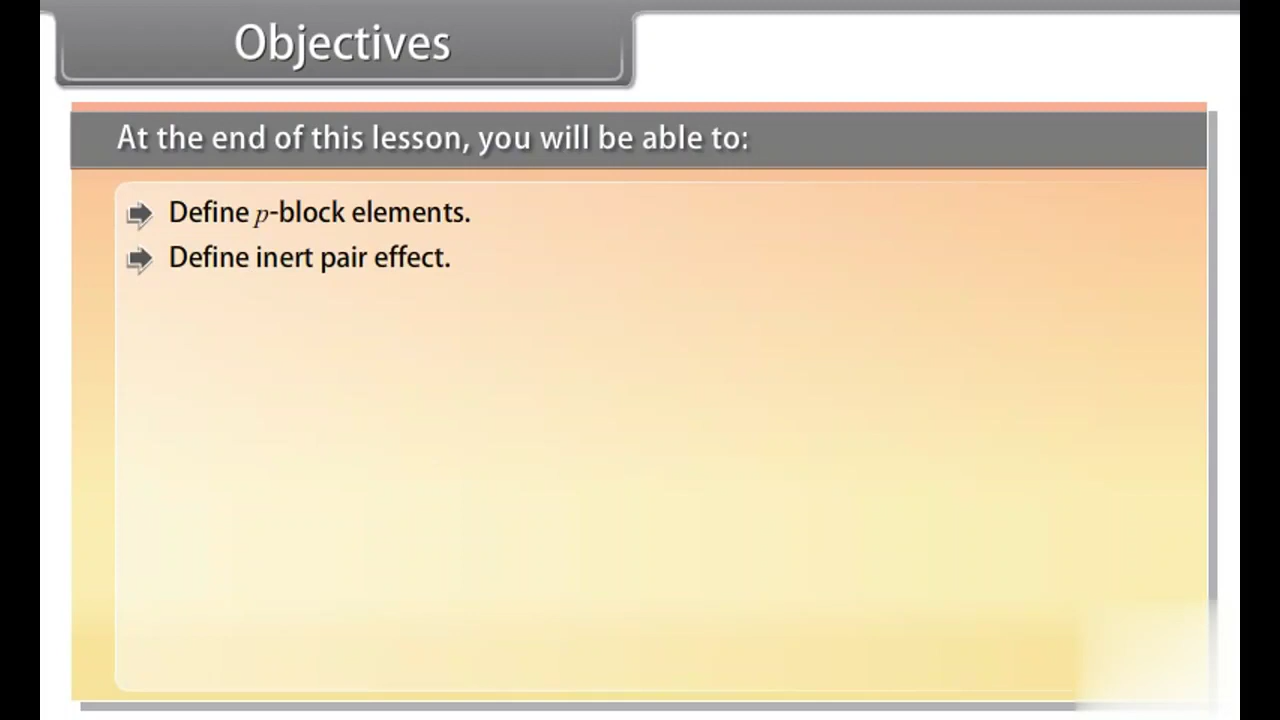 Objectives
At the end of this lesson, you will be able to:
Define p-block elements.
Define inert pair effect.